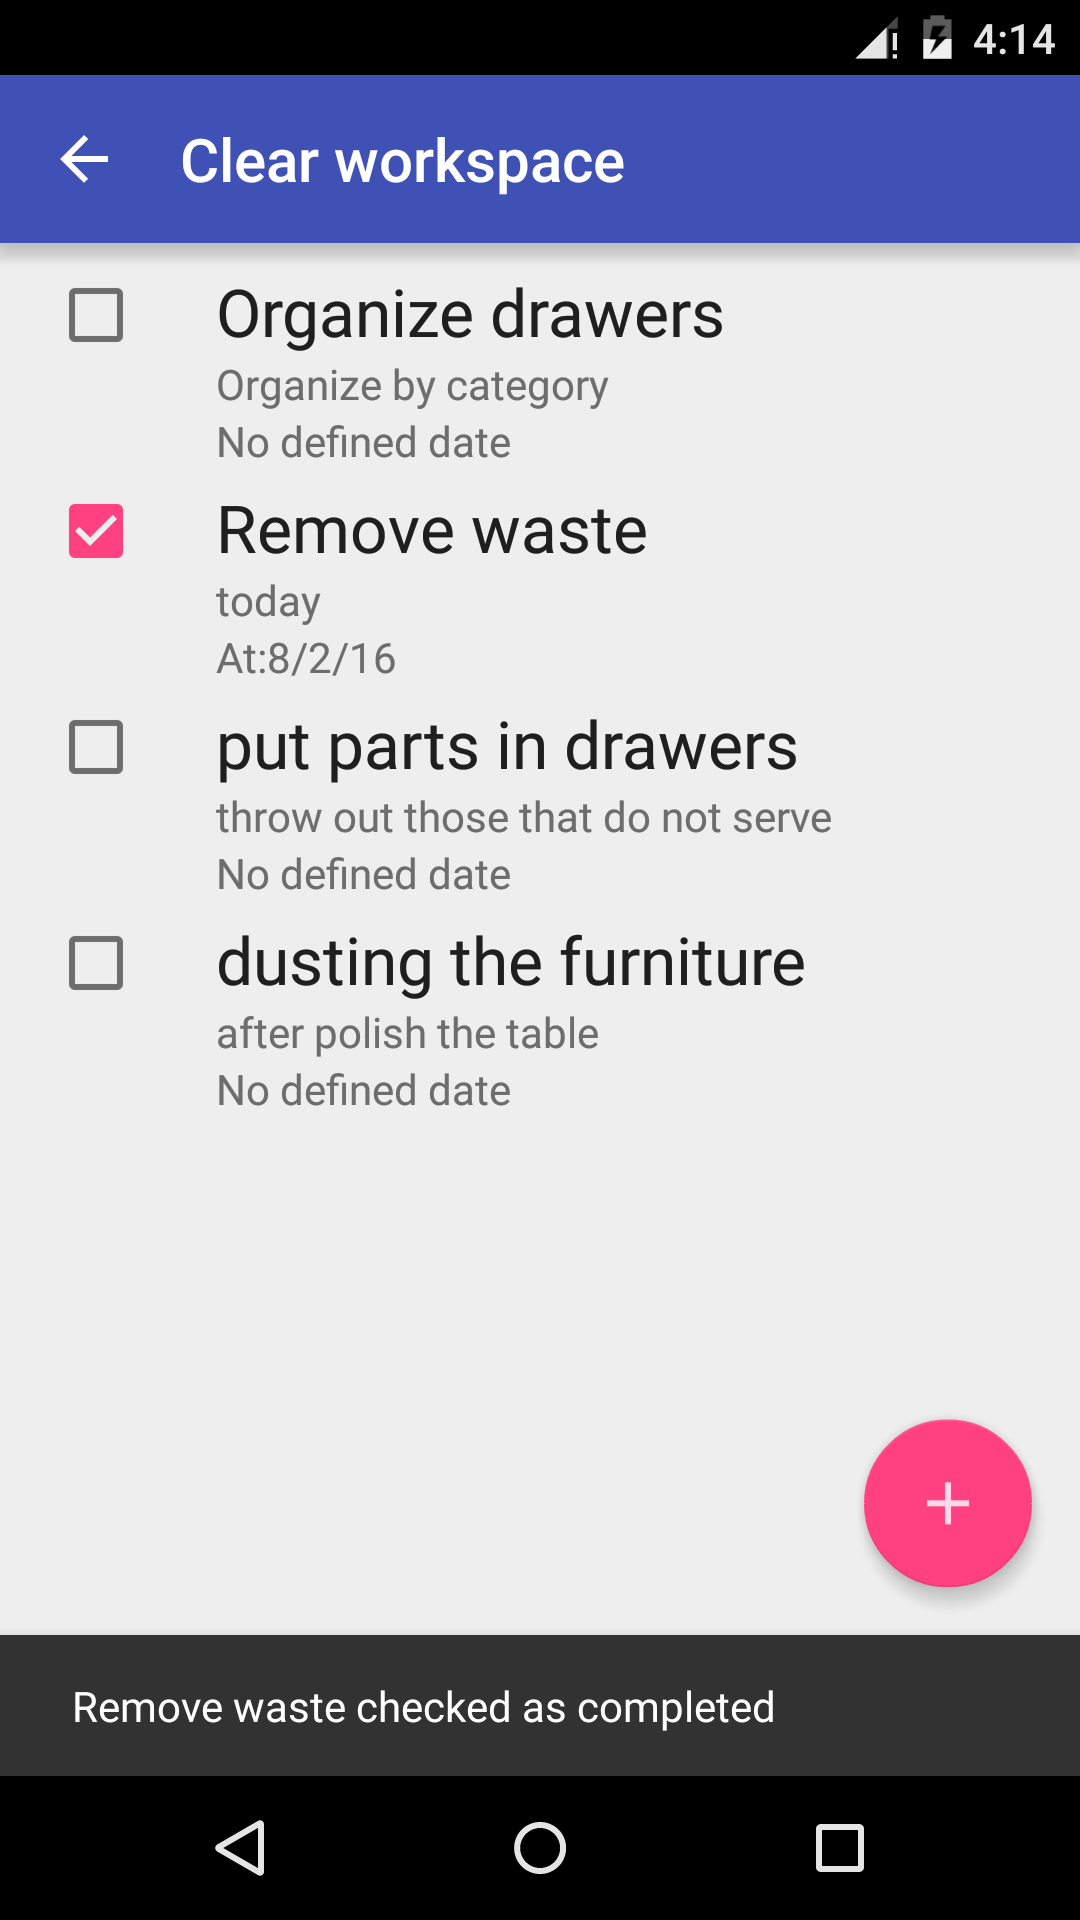 4:14
Clear workspace
Organize drawers
Organize by category
No defined date
Remove waste
today
At:8/2/16
put parts in drawers
throw out those that do not serve
No defined date
dusting the furniture
after polish the table
No defined date
Remove waste checked as completed